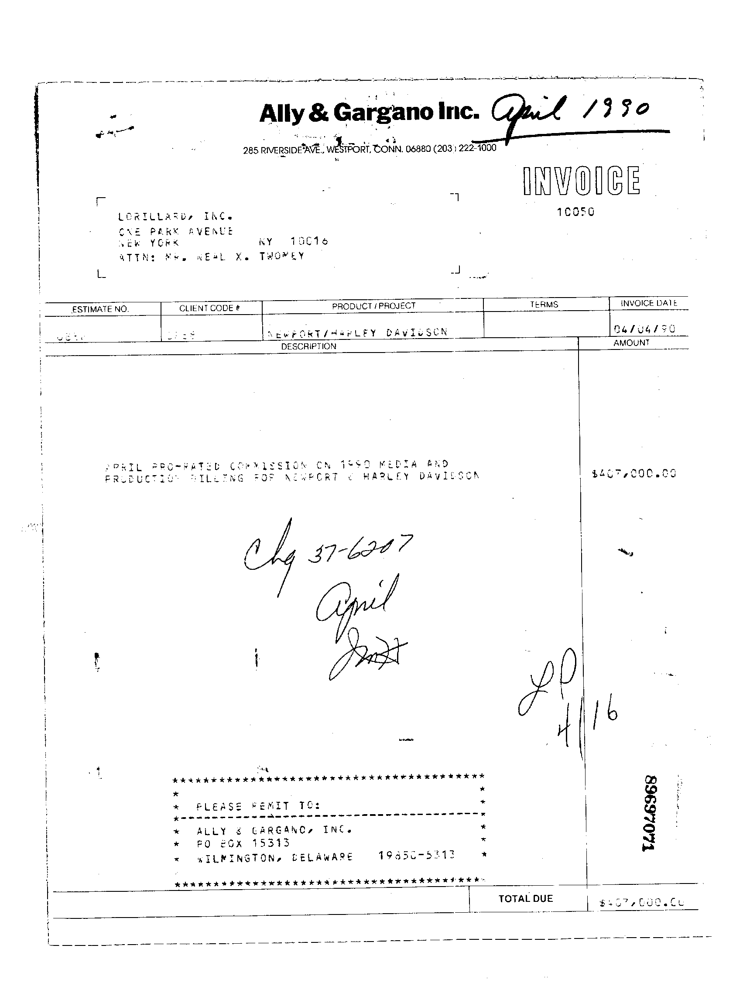 Ally & Gargano Inc. April 1990
285 RIVERSIDE AVE., WESTPORT, CONN. 06880 (203) 222-1000
INVOICE
10050
LORILLARD, INC.
ONE PARK AVENUE
NEW YORK NY 10016
ATTN: MR. NEAL X. TWOMEY
ESTIMATE NO. CLIENT CODE # PRODUCT / PROJECT TERMS INVOICE DATE
NEWPORT/HARLEY DAVIDSON 04/04/90
DESCRIPTION AMOUNT
APRIL PRO-RATED COMMISSION ON 1990 MEDIA AND
PRODUCTION BILLING FOR NEWPORT & HARLEY DAVIDSON $407,000.00
Chg 37-6207
April
LP
4/16
****************************************
* PLEASE REMIT TO: *
*--------------------------------------*
* ALLY & GARGANO, INC. *
* PO BOX 15313 *
* WILMINGTON, DELAWARE 19850-5313 *
****************************************
89697071
TOTAL DUE $407,000.00